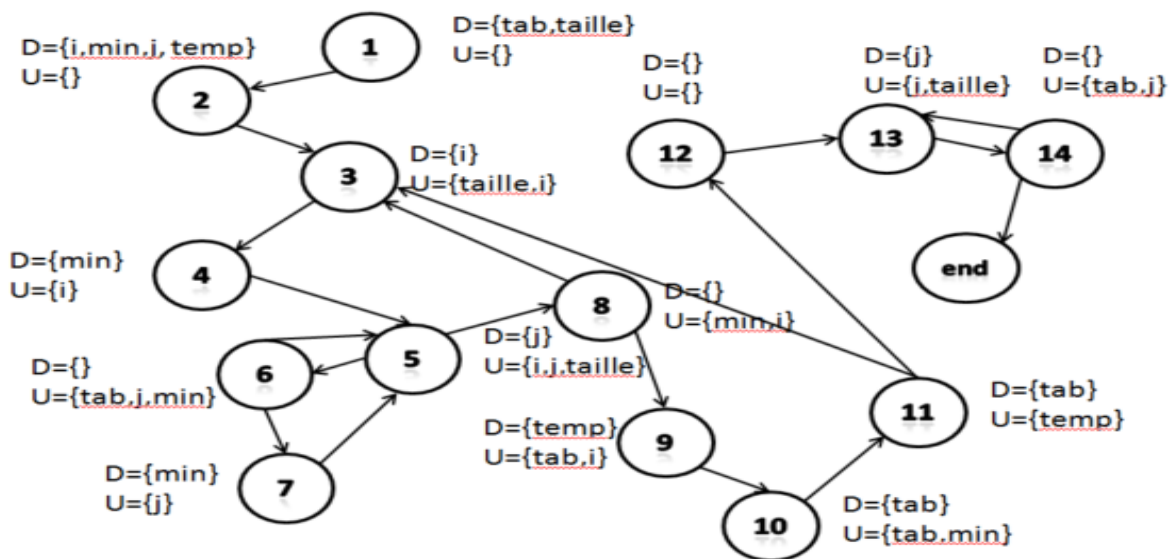 1
D={tab,taille}
U={}
D={i,min,j, temp}
U={}
2
3
D={i}
U={taille,i}
D={min}
U={i}
4
5
D={j}
U={i,j,taille}
6
D={}
U={tab,j,min}
7
D={min}
U={j}
8
D={}
U={min,i}
9
D={temp}
U={tab,i}
10
D={tab}
U={tab.min}
11
D={tab}
U={temp}
12
D={}
U={}
13
D={j}
U={j,taille}
14
D={}
U={tab,j}
end